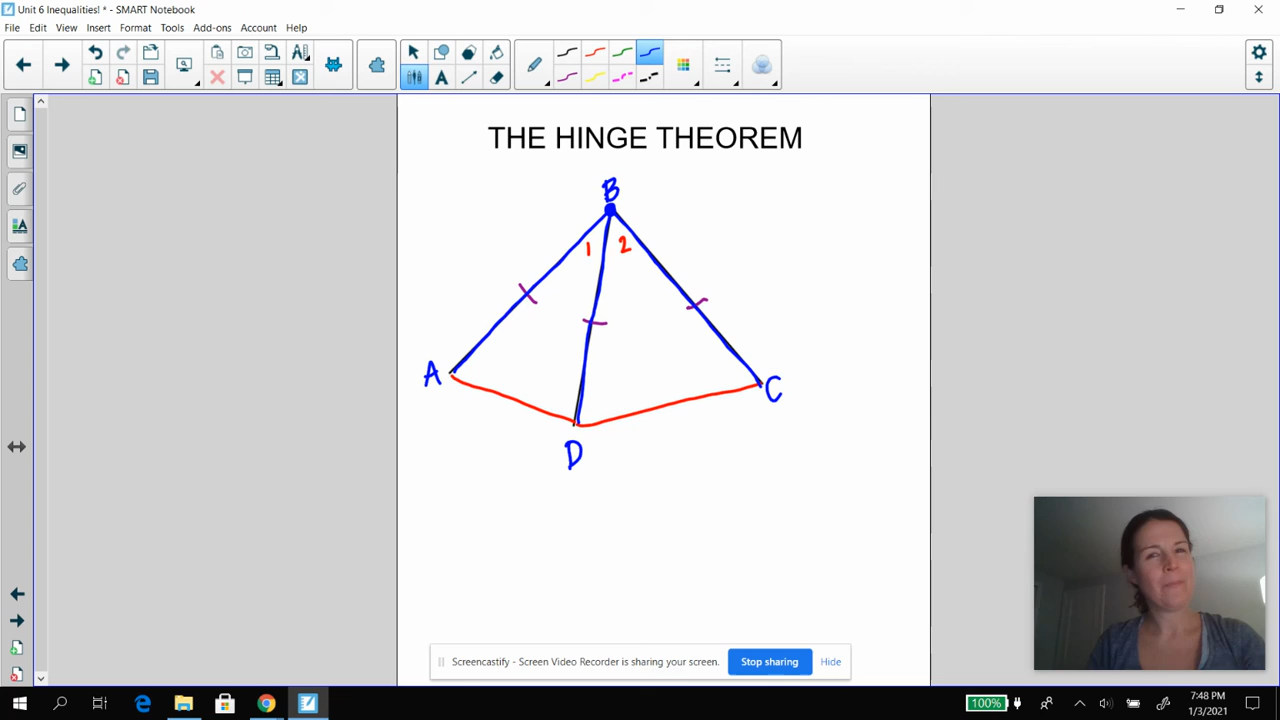 Unit 6 Inequalities! * - SMART Notebook
File Edit View Insert Format Tools Add-ons Account Help
THE HINGE THEOREM
B
1 2
A
C
D
Screencastify - Screen Video Recorder is sharing your screen. Stop sharing Hide
100% 7:48 PM
1/3/2021